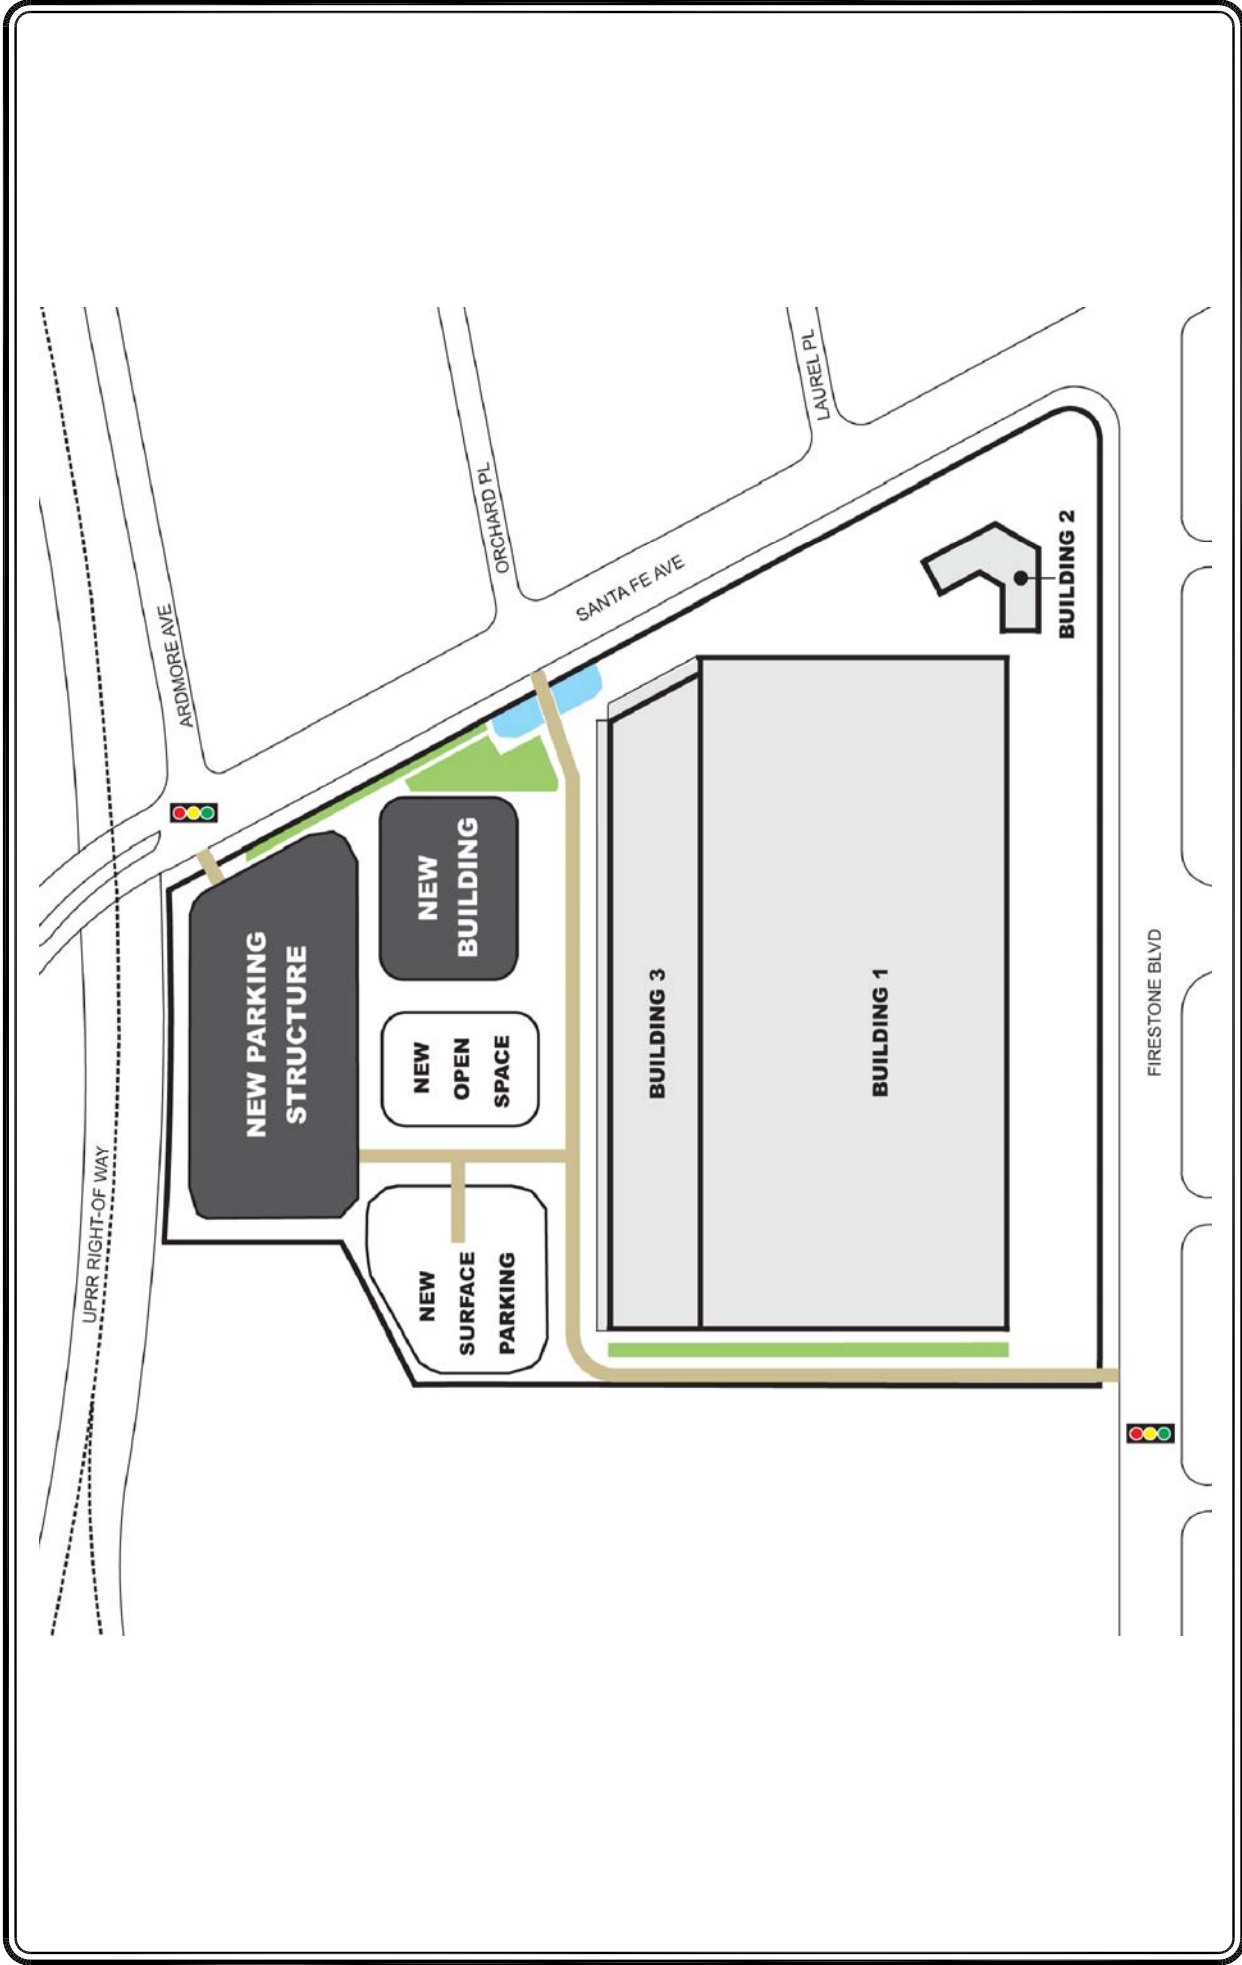 UPRR RIGHT-OF WAY
ARDMORE AVE
ORCHARD PL
LAUREL PL
SANTA FE AVE
NEW PARKING
STRUCTURE
NEW
BUILDING
NEW
OPEN
SPACE
NEW
SURFACE
PARKING
BUILDING 3
BUILDING 1
BUILDING 2
FIRESTONE BLVD